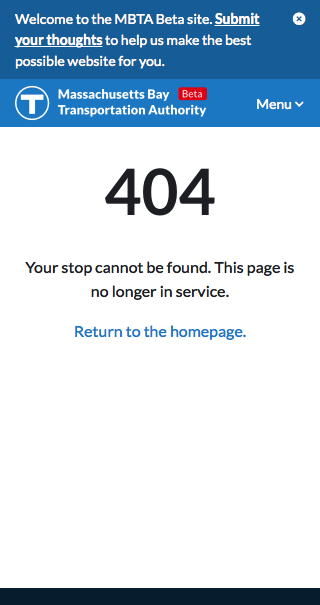 Welcome to the MBTA Beta site. Submit
your thoughts to help us make the best
possible website for you.
Massachusetts Bay Beta
Transportation Authority
Menu
T
404
Your stop cannot be found. This page is
no longer in service.
Return to the homepage.